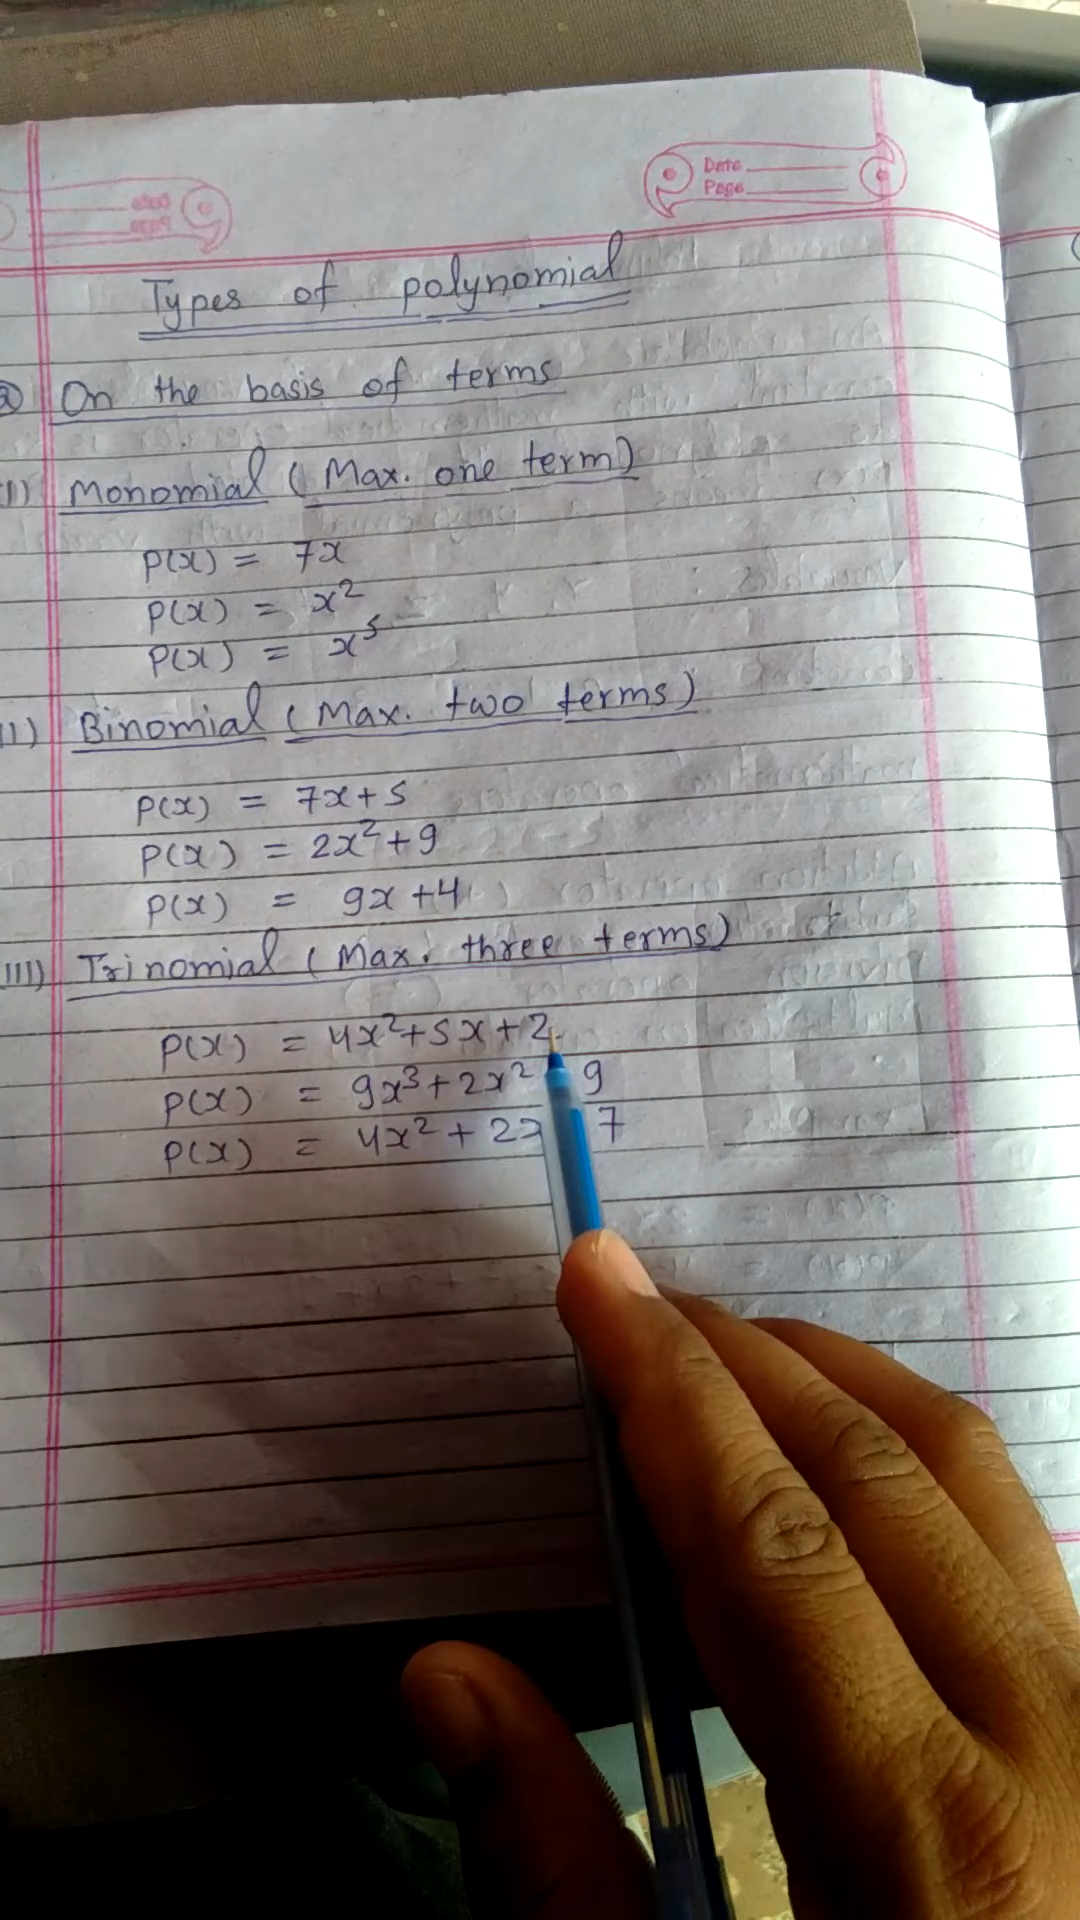 Date
Page
Types of polynomial
② On the basis of terms
(I) Monomial (Max. one term)
P(x) = 7x
P(x) = x²
P(x) = x⁵
(II) Binomial (Max. two terms)
P(x) = 7x+5
P(x) = 2x²+9
P(x) = 9x+4
(III) Trinomial (Max. three terms)
P(x) = 4x²+5x+2
P(x) = 9x³+2x² 9
P(x) = 4x²+2x 7